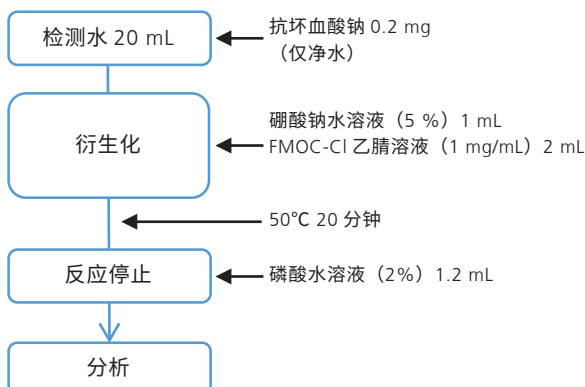 检测水 20 mL
抗坏血酸钠 0.2 mg
（仅净水）
衍生化
硼酸钠水溶液（5 %）1 mL
FMOC-Cl 乙腈溶液（1 mg/mL）2 mL
50℃ 20 分钟
反应停止
磷酸水溶液（2%）1.2 mL
分析